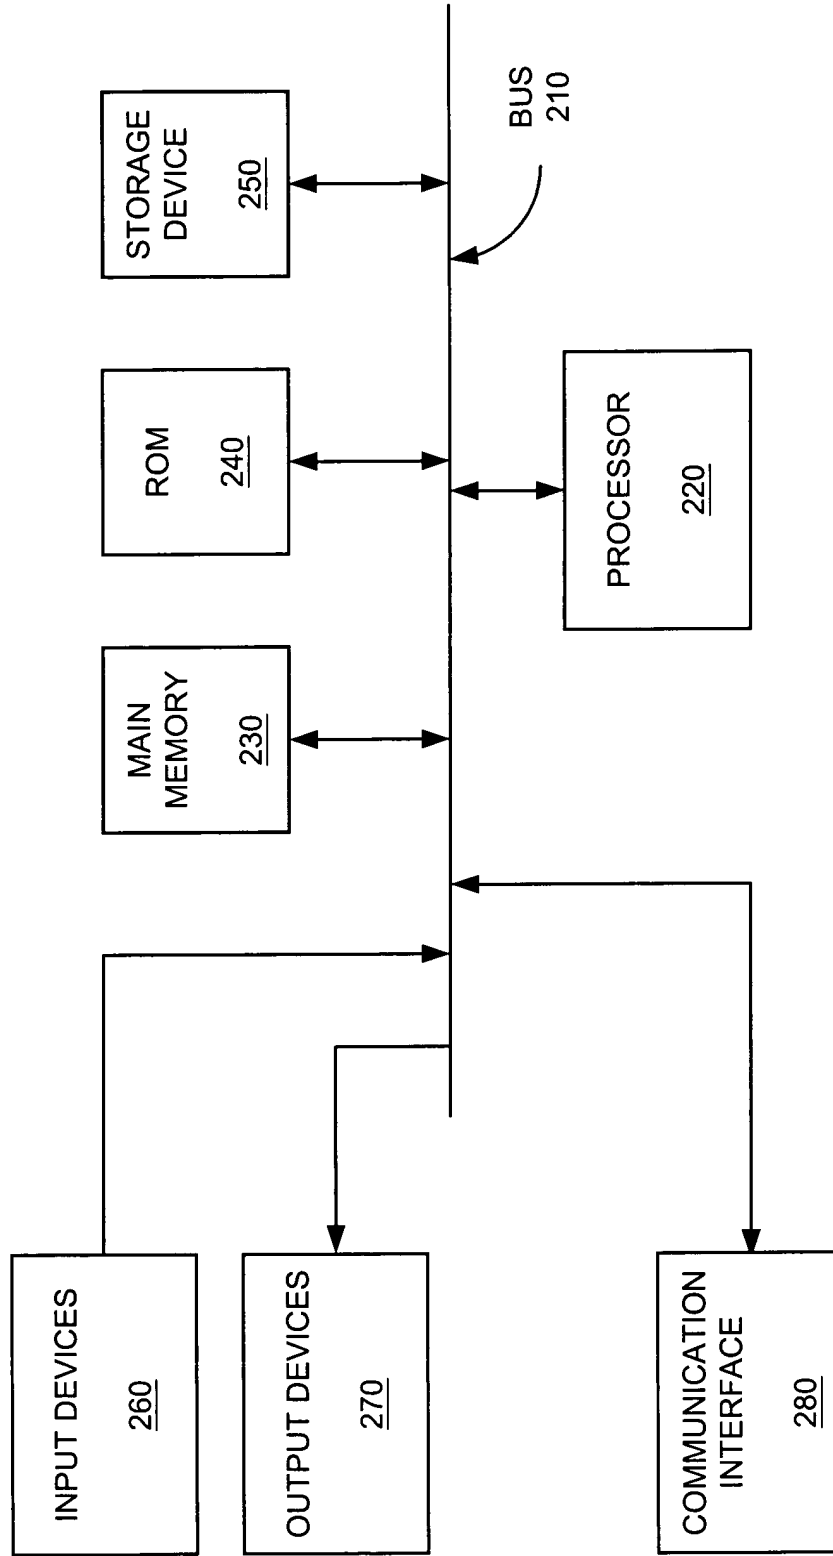 INPUT DEVICES
260
OUTPUT DEVICES
270
COMMUNICATION
INTERFACE
280
MAIN
MEMORY
230
ROM
240
STORAGE
DEVICE
250
PROCESSOR
220
BUS
210